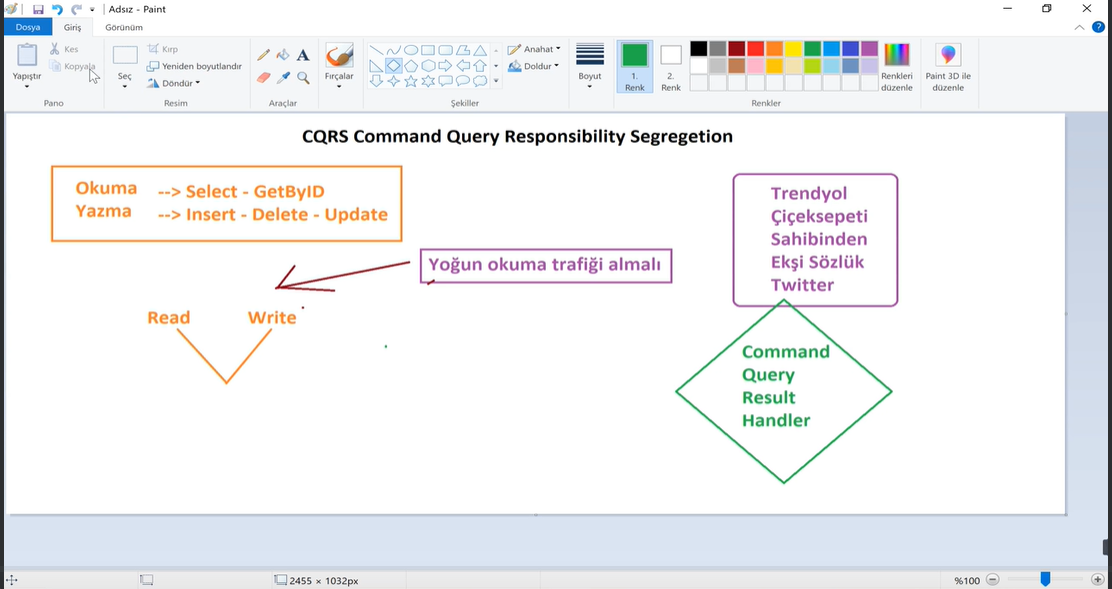 Adsız - Paint
Dosya Giriş Görünüm
Yapıştır
Kes
Kopyala
Pano
Seç
Kırp
Yeniden boyutlandır
Döndür
Resim
A
Araçlar
Fırçalar
Anahat
Doldur
Şekiller
Boyut
1. Renk
2. Renk
Renkler
Renkleri düzenle
Paint 3D ile düzenle
CQRS Command Query Responsibility Segregetion
Okuma --> Select - GetByID
Yazma --> Insert - Delete - Update
Trendyol
Çiçeksepeti
Sahibinden
Ekşi Sözlük
Twitter
Yoğun okuma trafiği almalı
Read Write
Command
Query
Result
Handler
2455 × 1032px
%100